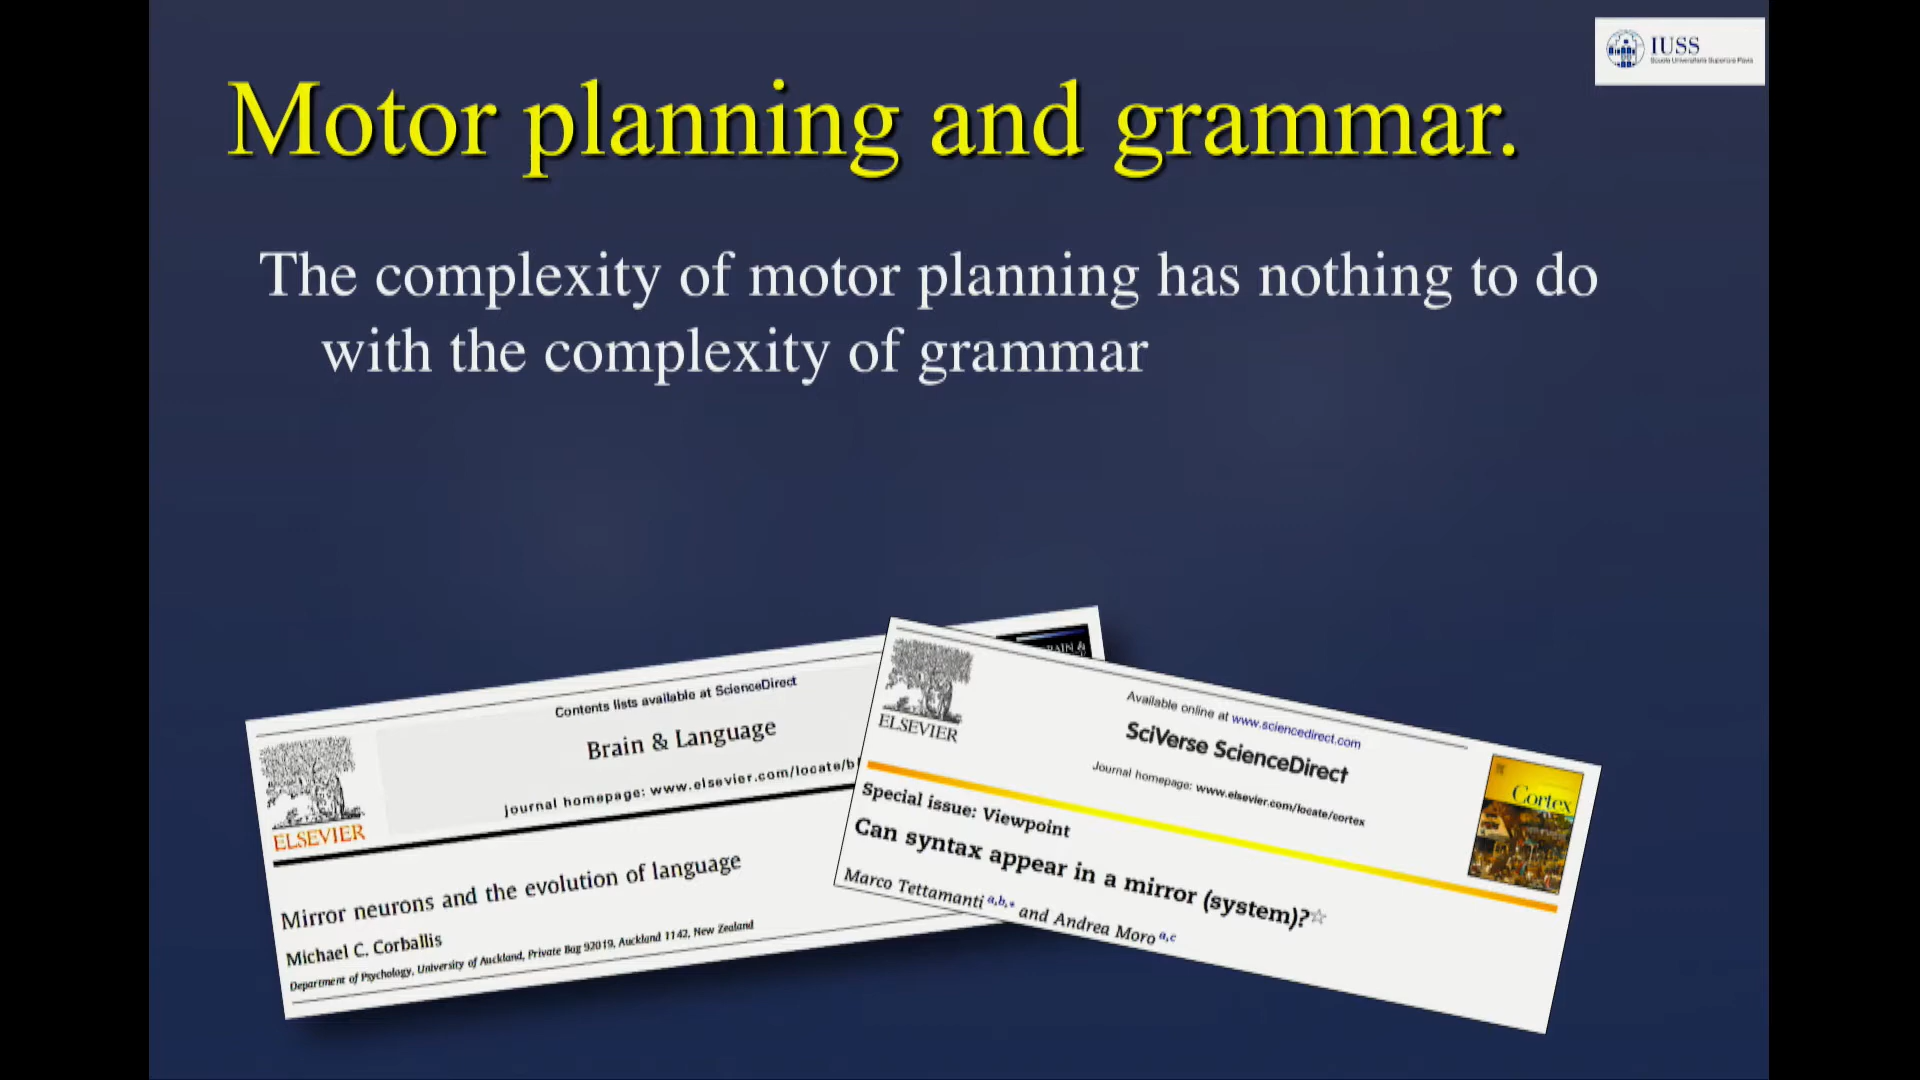 IUSS
Scuola Universitaria Superiore Pavia
Motor planning and grammar.
The complexity of motor planning has nothing to do
with the complexity of grammar
Contents lists available at ScienceDirect
Brain & Language
journal homepage: www.elsevier.com/locate/b
ELSEVIER
Mirror neurons and the evolution of language
Michael C. Corballis
Department of Psychology, University of Auckland, Private Bag 92019, Auckland 1142, New Zealand
Available online at www.sciencedirect.com
SciVerse ScienceDirect
Journal homepage: www.elsevier.com/locate/cortex
ELSEVIER
Cortex
Special issue: Viewpoint
Can syntax appear in a mirror (system)?☆
Marco Tettamanti a,b,* and Andrea Moro a,c